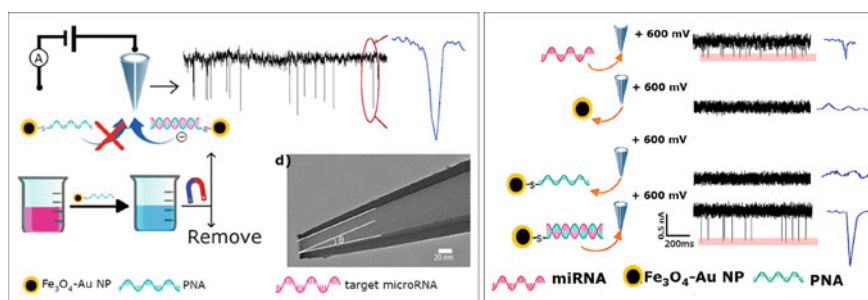 A
S
S
⊖
d)
θ
20 nm
Remove
Fe₃O₄-Au NP
PNA
target microRNA
+ 600 mV
+ 600 mV
+ 600 mV
S
+ 600 mV
S
0.5 nA
200ms
miRNA
Fe₃O₄-Au NP
PNA